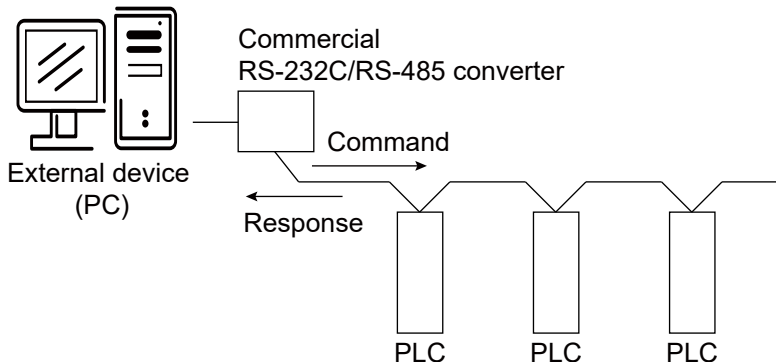 Commercial
RS-232C/RS-485 converter
Command
External device
(PC)
Response
PLC
PLC
PLC